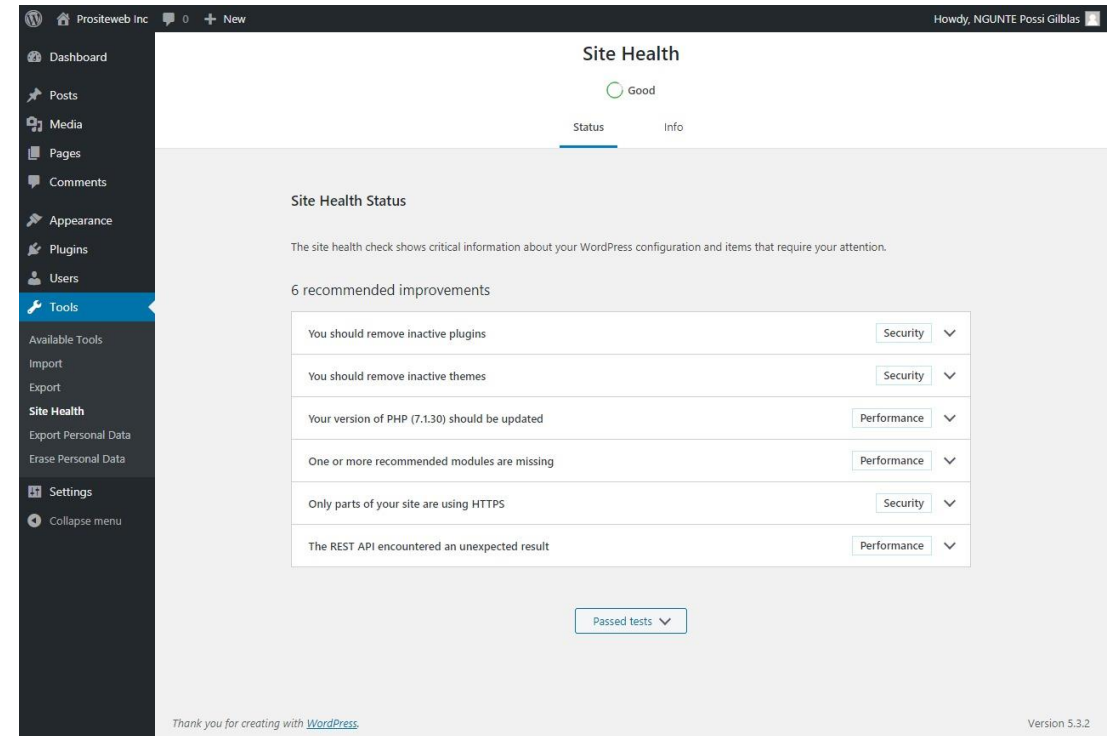 Prositeweb Inc 0 + New Howdy, NGUNTE Possi Gilblas
Dashboard
Posts
Media
Pages
Comments
Appearance
Plugins
Users
Tools
Available Tools
Import
Export
Site Health
Export Personal Data
Erase Personal Data
Settings
Collapse menu
Site Health
Good
Status Info
Site Health Status
The site health check shows critical information about your WordPress configuration and items that require your attention.
6 recommended improvements
You should remove inactive plugins Security
You should remove inactive themes Security
Your version of PHP (7.1.30) should be updated Performance
One or more recommended modules are missing Performance
Only parts of your site are using HTTPS Security
The REST API encountered an unexpected result Performance
Passed tests
Thank you for creating with WordPress. Version 5.3.2